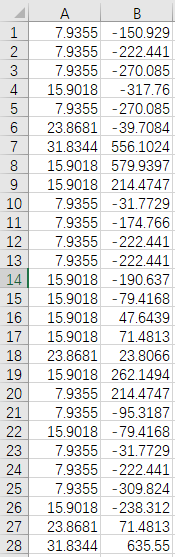 A B
1 7.9355 -150.929
2 7.9355 -222.441
3 7.9355 -270.085
4 15.9018 -317.76
5 7.9355 -270.085
6 23.8681 -39.7084
7 31.8344 556.1024
8 15.9018 579.9397
9 15.9018 214.4747
10 7.9355 -31.7729
11 7.9355 -174.766
12 7.9355 -222.441
13 7.9355 -222.441
14 15.9018 -190.637
15 15.9018 -79.4168
16 15.9018 47.6439
17 15.9018 71.4813
18 23.8681 23.8066
19 15.9018 262.1494
20 7.9355 214.4747
21 7.9355 -95.3187
22 15.9018 -79.4168
23 7.9355 -31.7729
24 7.9355 -222.441
25 7.9355 -309.824
26 15.9018 -238.312
27 23.8681 71.4813
28 31.8344 635.55